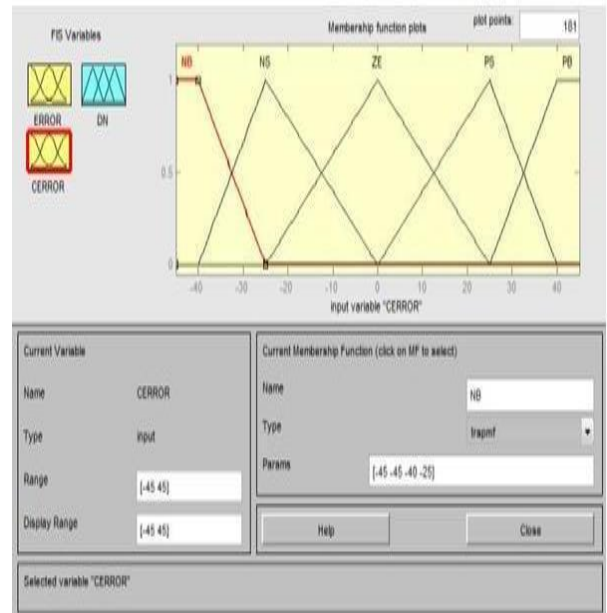 FIS Variables
Membership function plots
plot points:
181
NB NS ZE PS PB
ERROR DN
CERROR
1
0.5
0
-40 -30 -20 -10 0 10 20 30 40
input variable "CERROR"
Current Variable
Name CERROR
Type input
Range [-45 45]
Display Range [-45 45]
Current Membership Function (click on MF to select)
Name NB
Type trapmf
Params [-45 -45 -40 -25]
Help Close
Selected variable "CERROR"